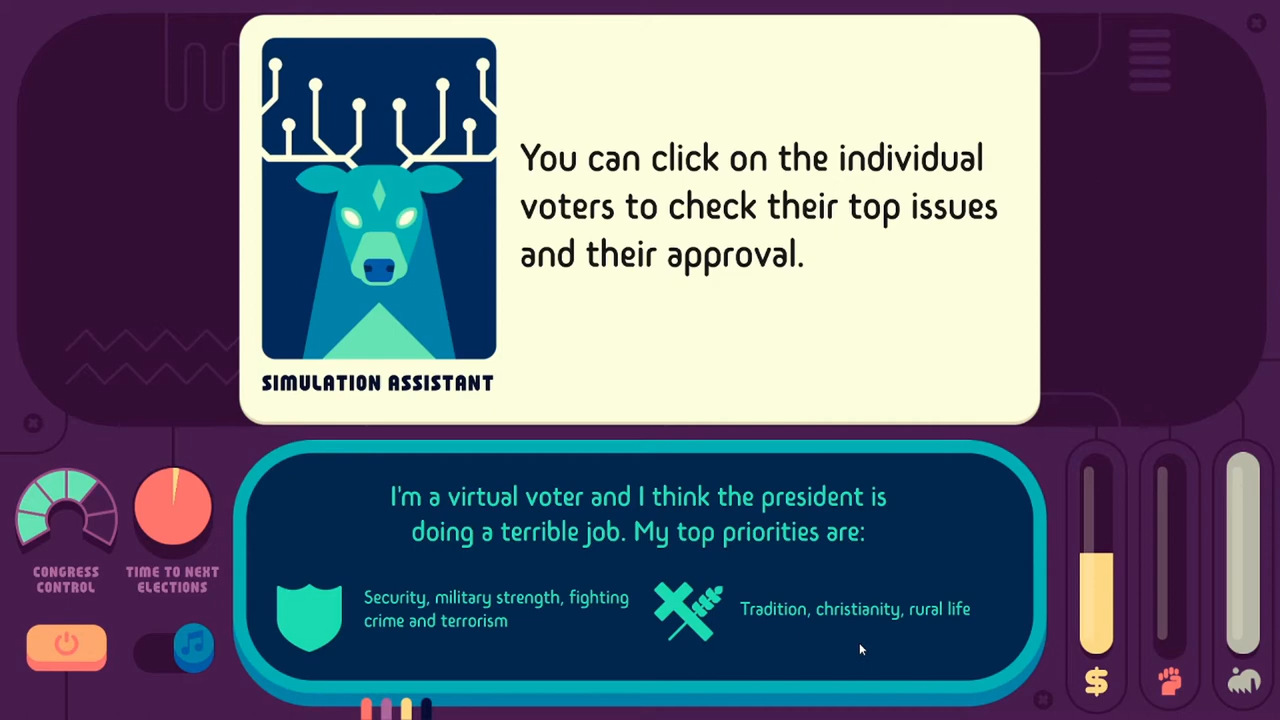 You can click on the individual
voters to check their top issues
and their approval.
SIMULATION ASSISTANT
I'm a virtual voter and I think the president is
doing a terrible job. My top priorities are:
Security, military strength, fighting
crime and terrorism
Tradition, christianity, rural life
CONGRESS
CONTROL
TIME TO NEXT
ELECTIONS
$